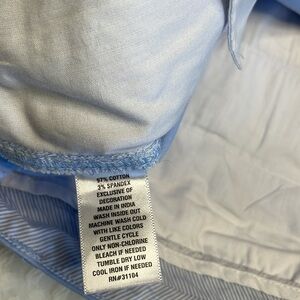 97% COTTON
3% SPANDEX
EXCLUSIVE OF
DECORATION
MADE IN INDIA
WASH INSIDE OUT
MACHINE WASH COLD
WITH LIKE COLORS
GENTLE CYCLE
ONLY NON-CHLORINE
BLEACH IF NEEDED
TUMBLE DRY LOW
COOL IRON IF NEEDED
RN#31104